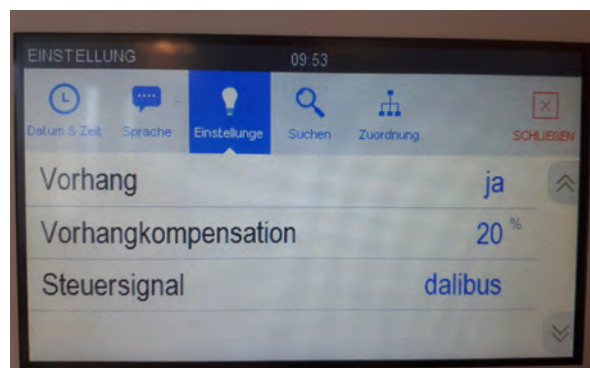 EINSTELLUNG 09:53
Datum & Zeit Sprache Einstellunge Suchen Zuordnung SCHLIEßEN
Vorhang ja
Vorhangkompensation 20 %
Steuersignal dalibus